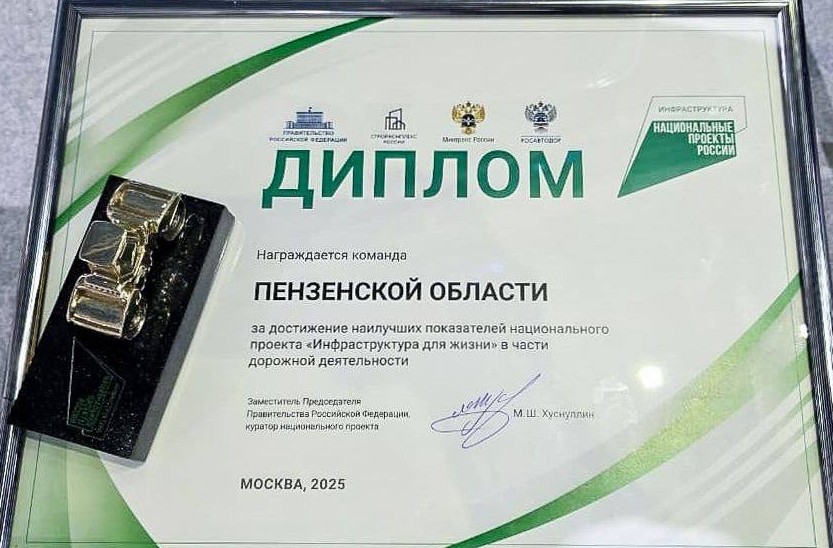 ПРАВИТЕЛЬСТВО
РОССИЙСКОЙ ФЕДЕРАЦИИ
СТРОЙКОМПЛЕКС
РОССИИ
Минтранс России
РОСАВТОДОР
ИНФРАСТРУКТУРА
НАЦИОНАЛЬНЫЕ
ПРОЕКТЫ
РОССИИ
ДИПЛОМ
Награждается команда
ПЕНЗЕНСКОЙ ОБЛАСТИ
за достижение наилучших показателей национального
проекта «Инфраструктура для жизни» в части
дорожной деятельности
Заместитель Председателя
Правительства Российской Федерации,
куратор национального проекта
М.Ш. Хуснуллин
МОСКВА, 2025